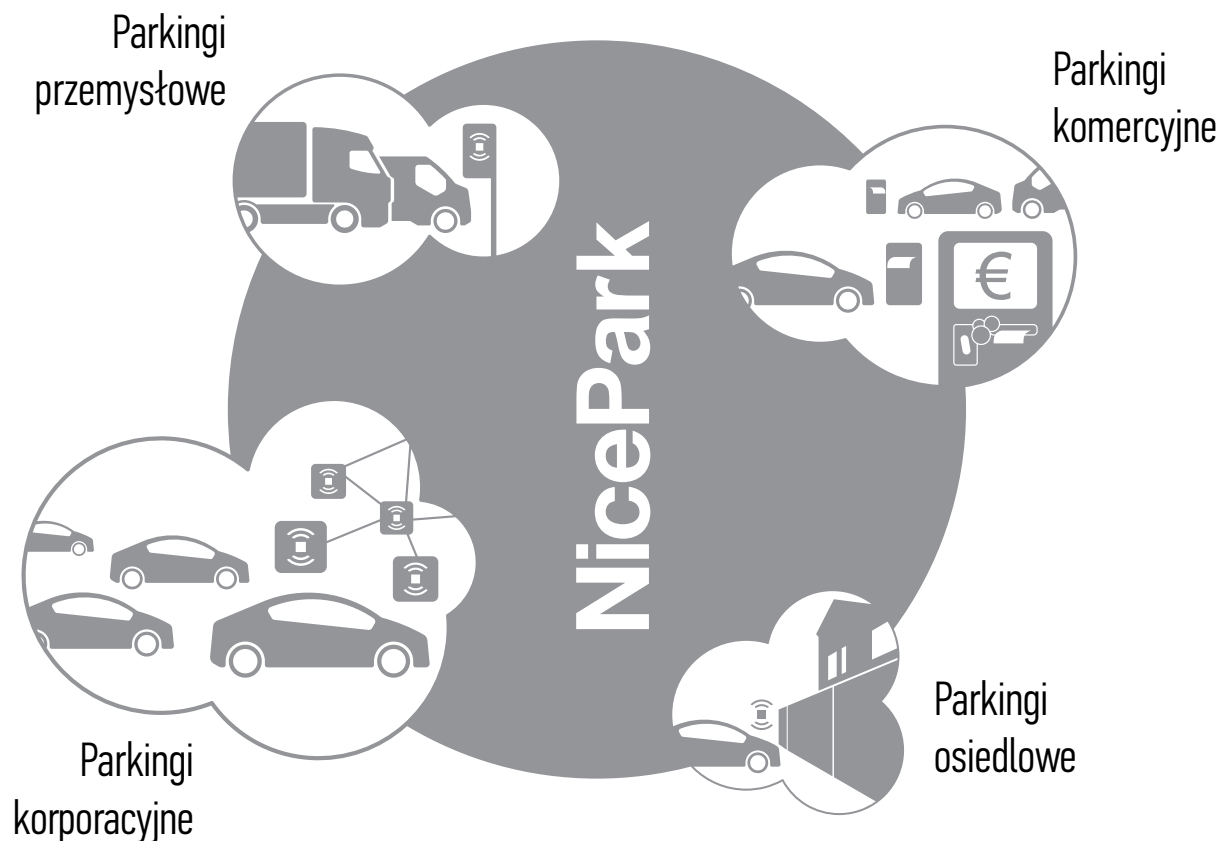 Parkingi
przemysłowe
Parkingi
komercyjne
€
NicePark
Parkingi
osiedlowe
Parkingi
korporacyjne